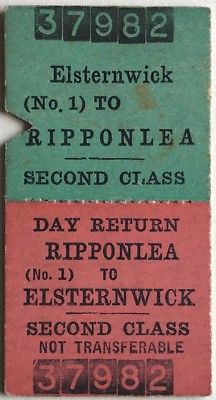 37982
Elsternwick
(No. 1) TO
RIPPONLEA
SECOND CLASS
DAY RETURN
RIPPONLEA
(No. 1) TO
ELSTERNWICK
SECOND CLASS
NOT TRANSFERABLE
37982